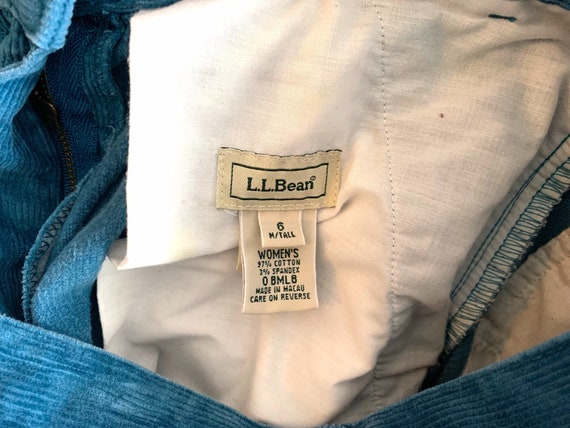 L.L.Bean
6
M/TALL
WOMEN'S
97% COTTON
3% SPANDEX
0 BML8
MADE IN MACAU
CARE ON REVERSE